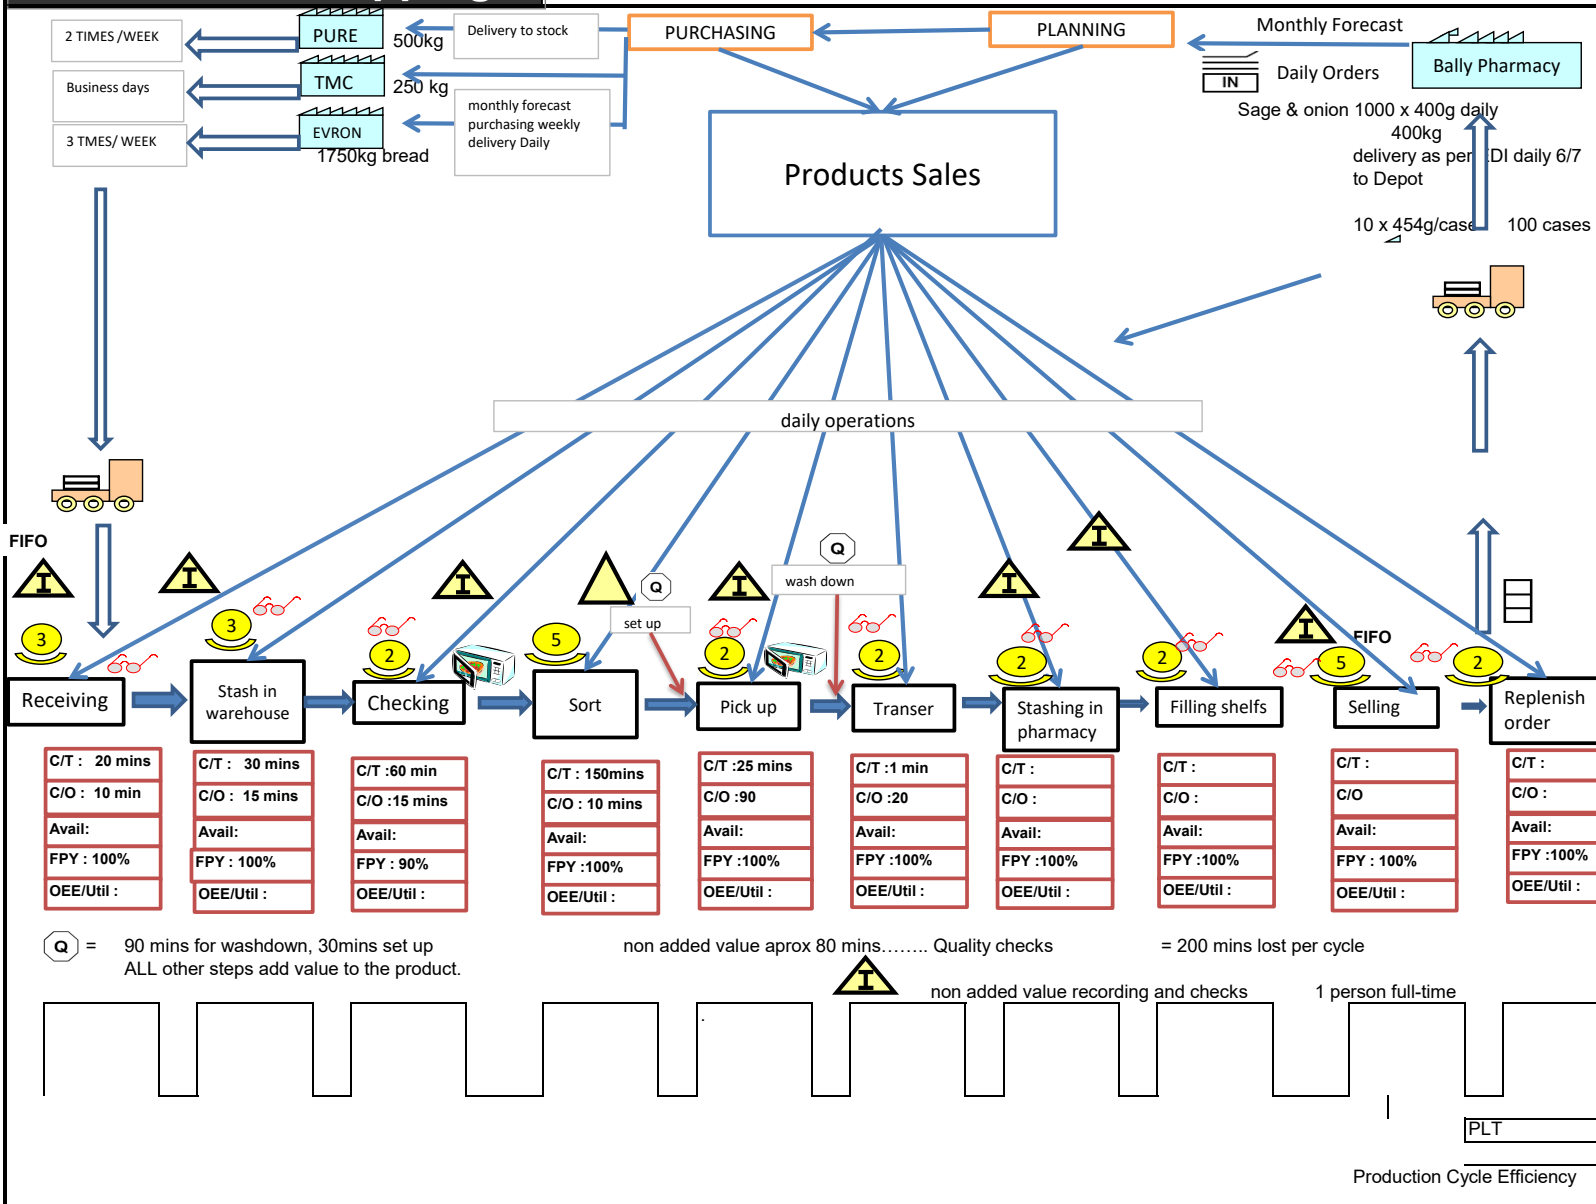 2 TIMES /WEEK
PURE
500kg
Delivery to stock
PURCHASING
PLANNING
Monthly Forecast
Business days
TMC
250 kg
IN
Daily Orders
Bally Pharmacy
3 TMES/ WEEK
EVRON
1750kg bread
monthly forecast
purchasing weekly
delivery Daily
Sage & onion 1000 x 400g daily
400kg
delivery as per EDI daily 6/7
to Depot
10 x 454g/case 100 cases
Products Sales
daily operations
FIFO
I
I
I
I
I
I
I
Q
set up
Q
wash down
FIFO
3
3
2
5
2
2
2
2
5
2
Receiving
Stash in
warehouse
Checking
Sort
Pick up
Transer
Stashing in
pharmacy
Filling shelfs
Selling
Replenish
order
C/T : 20 mins
C/O : 10 min
Avail:
FPY : 100%
OEE/Util :
C/T : 30 mins
C/O : 15 mins
Avail:
FPY : 100%
OEE/Util :
C/T :60 min
C/O :15 mins
Avail:
FPY : 90%
OEE/Util :
C/T : 150mins
C/O : 10 mins
Avail:
FPY :100%
OEE/Util :
C/T :25 mins
C/O :90
Avail:
FPY :100%
OEE/Util :
C/T :1 min
C/O :20
Avail:
FPY :100%
OEE/Util :
C/T :
C/O :
Avail:
FPY :100%
OEE/Util :
C/T :
C/O :
Avail:
FPY :100%
OEE/Util :
C/T :
C/O
Avail:
FPY : 100%
OEE/Util :
C/T :
C/O :
Avail:
FPY :100%
OEE/Util :
Q = 90 mins for washdown, 30mins set up
ALL other steps add value to the product.
non added value aprox 80 mins........ Quality checks = 200 mins lost per cycle
I non added value recording and checks 1 person full-time
.
PLT
Production Cycle Efficiency